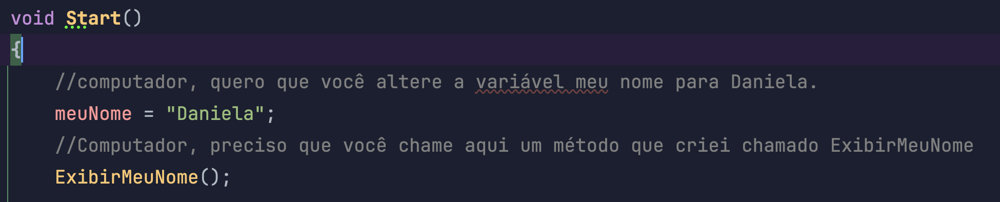 void Start()
{
//computador, quero que você altere a variável meu nome para Daniela.
meuNome = "Daniela";
//Computador, preciso que você chame aqui um método que criei chamado ExibirMeuNome
ExibirMeuNome();